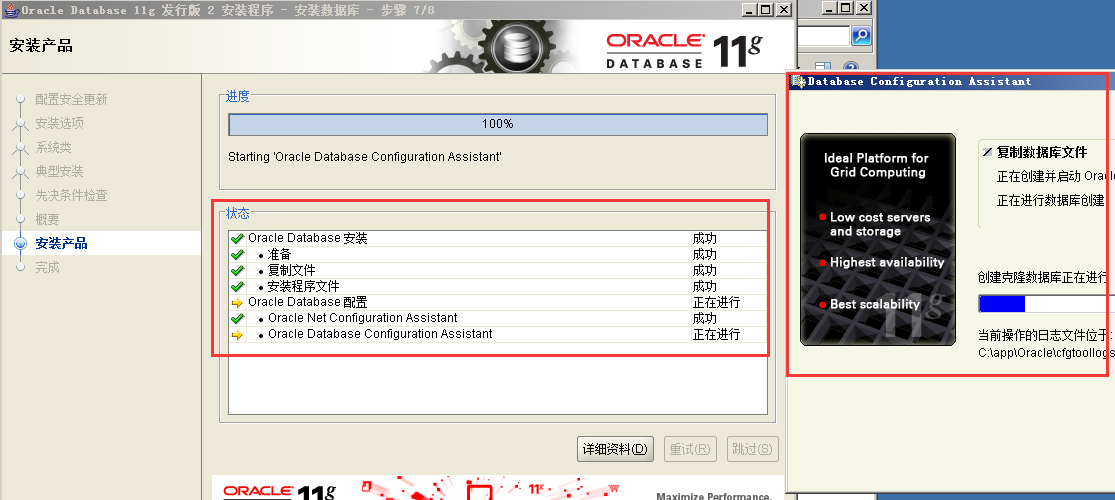 Oracle Database 11g 发行版 2 安装程序 - 安装数据库 - 步骤 7/8
安装产品
ORACLE
DATABASE
11g
配置安全更新
安装选项
系统类
典型安装
先决条件检查
概要
安装产品
完成
进度
100%
Starting 'Oracle Database Configuration Assistant'
状态
Oracle Database 安装 成功
• 准备 成功
• 复制文件 成功
• 安装程序文件 成功
Oracle Database 配置 正在进行
• Oracle Net Configuration Assistant 成功
• Oracle Database Configuration Assistant 正在进行
详细资料(D)
重试(R)
跳过(S)
ORACLE 11g
11g
Maximize Performance.
Database Configuration Assistant
Ideal Platform for
Grid Computing
Low cost servers
and storage
Highest availability
Best scalability
11g
复制数据库文件
正在创建并启动 Oracle
正在进行数据库创建
创建克隆数据库正在进行
当前操作的日志文件位于:
C:\app\Oracle\cfgtoollogs